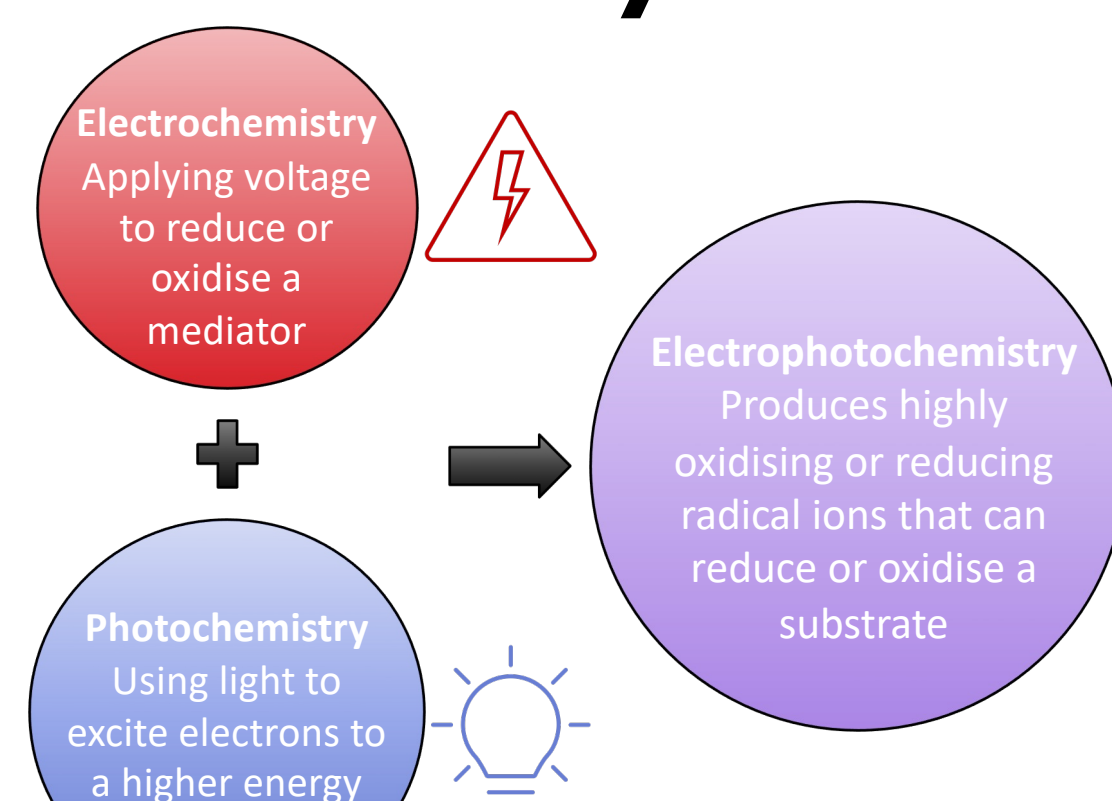 Electrochemistry
Applying voltage
to reduce or
oxidise a
mediator
Electrophotochemistry
Produces highly
oxidising or reducing
radical ions that can
reduce or oxidise a
substrate
Photochemistry
Using light to
excite electrons to
a higher energy